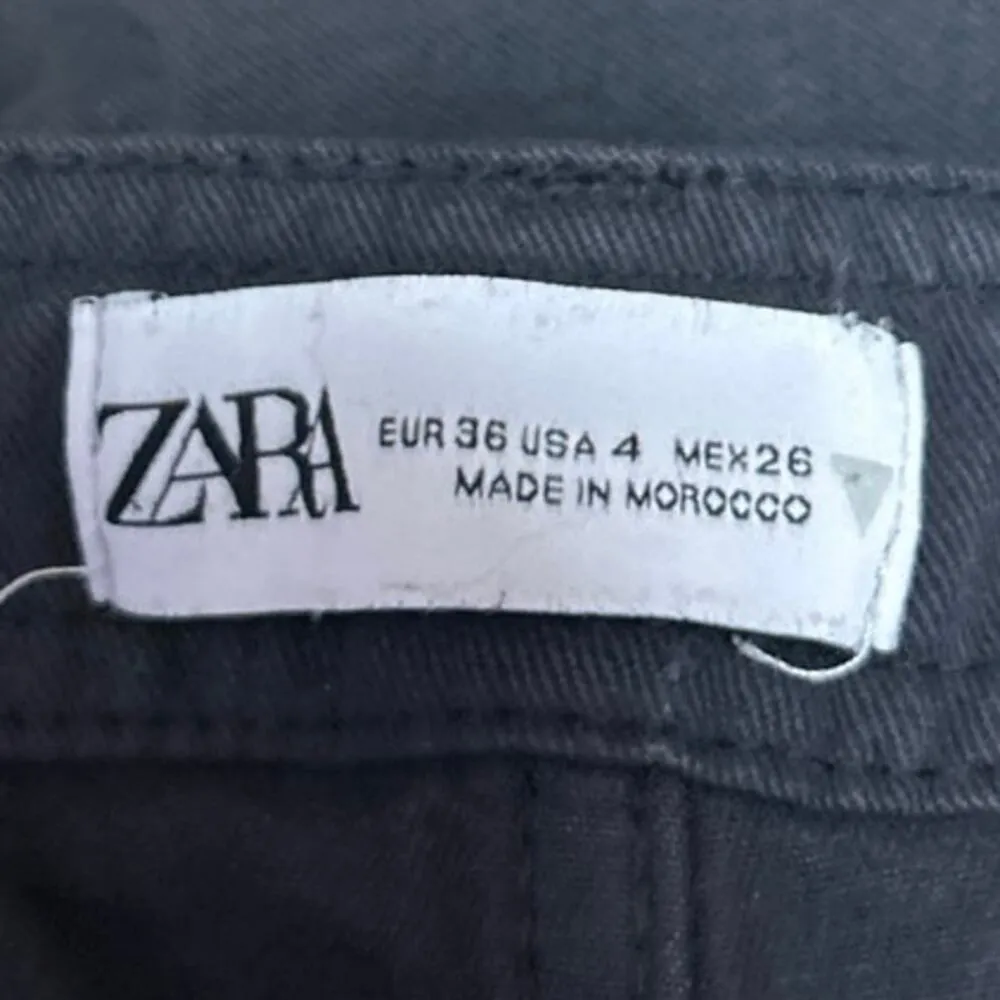 ZARA
EUR 36 USA 4 MEX 26
MADE IN MOROCCO